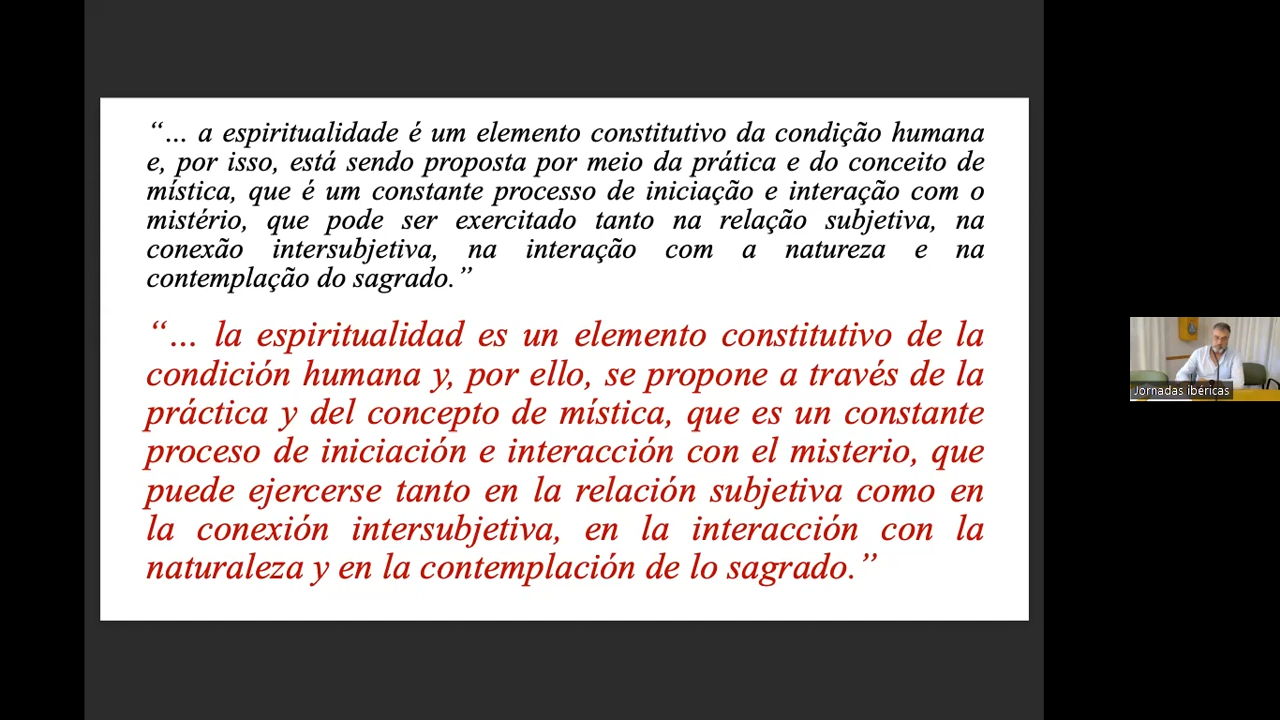 “... a espiritualidade é um elemento constitutivo da condição humana
e, por isso, está sendo proposta por meio da prática e do conceito de
mística, que é um constante processo de iniciação e interação com o
mistério, que pode ser exercitado tanto na relação subjetiva, na
conexão intersubjetiva, na interação com a natureza e na
contemplação do sagrado.”
“... la espiritualidad es un elemento constitutivo de la
condición humana y, por ello, se propone a través de la
práctica y del concepto de mística, que es un constante
proceso de iniciación e interacción con el misterio, que
puede ejercerse tanto en la relación subjetiva como en
la conexión intersubjetiva, en la interacción con la
naturaleza y en la contemplación de lo sagrado.”
Jornadas ibéricas